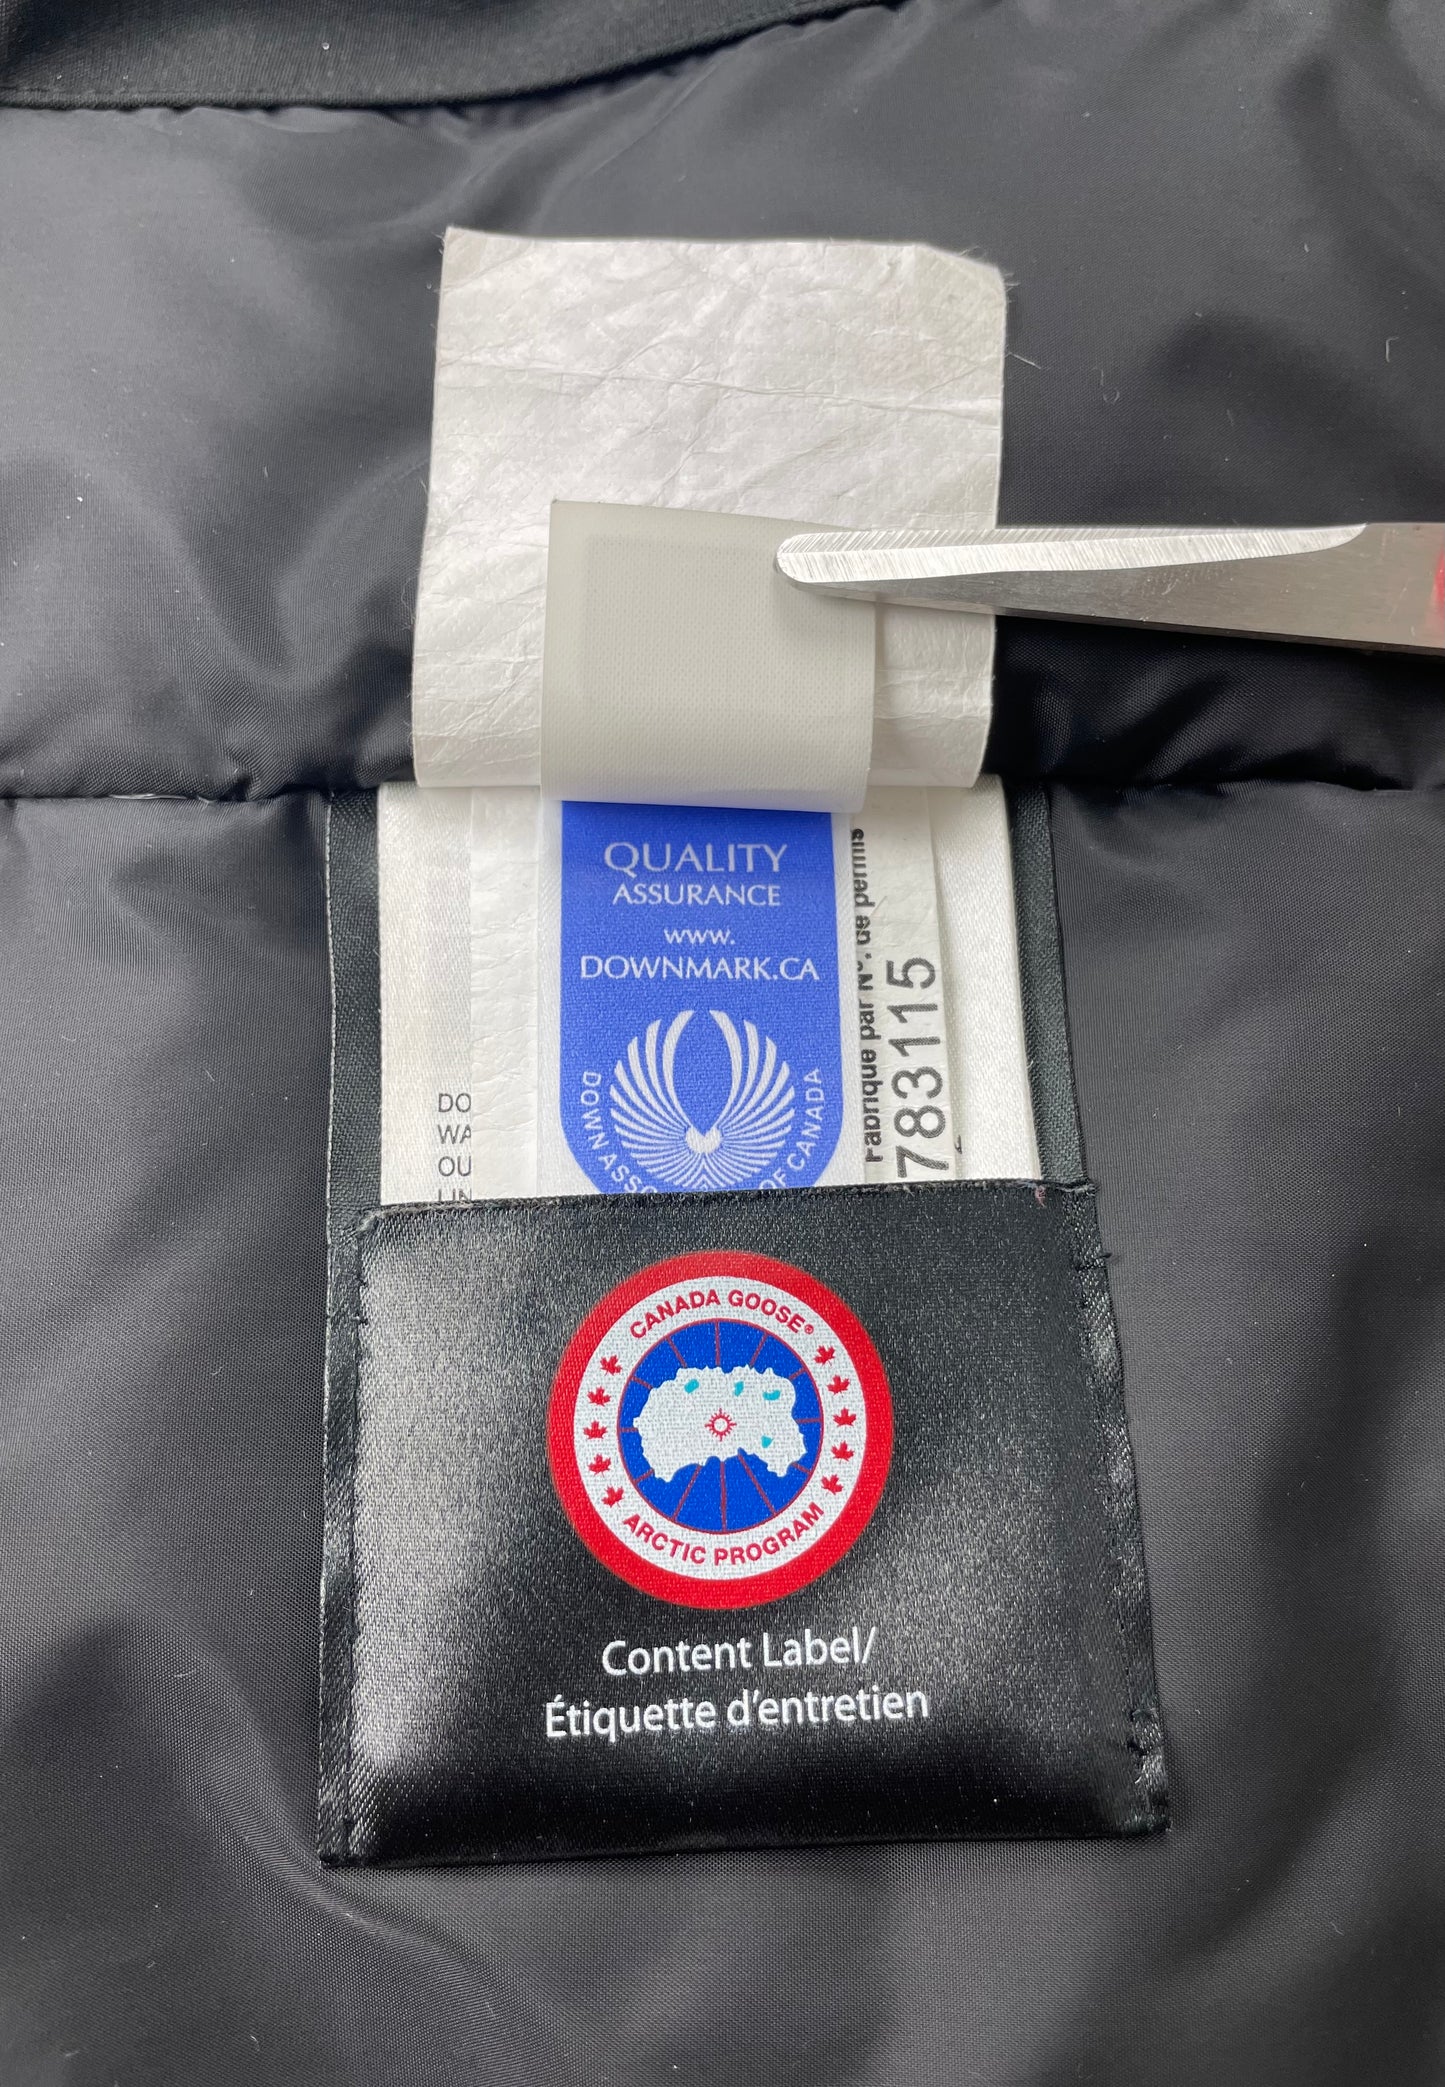 QUALITY
ASSURANCE
www.
DOWNMARK.CA
DOWN ASSO OF CANADA
Fabriqué par N.: de permis
783115
DO
WA
OU
CANADA GOOSE®
ARCTIC PROGRAM
Content Label/
Étiquette d'entretien